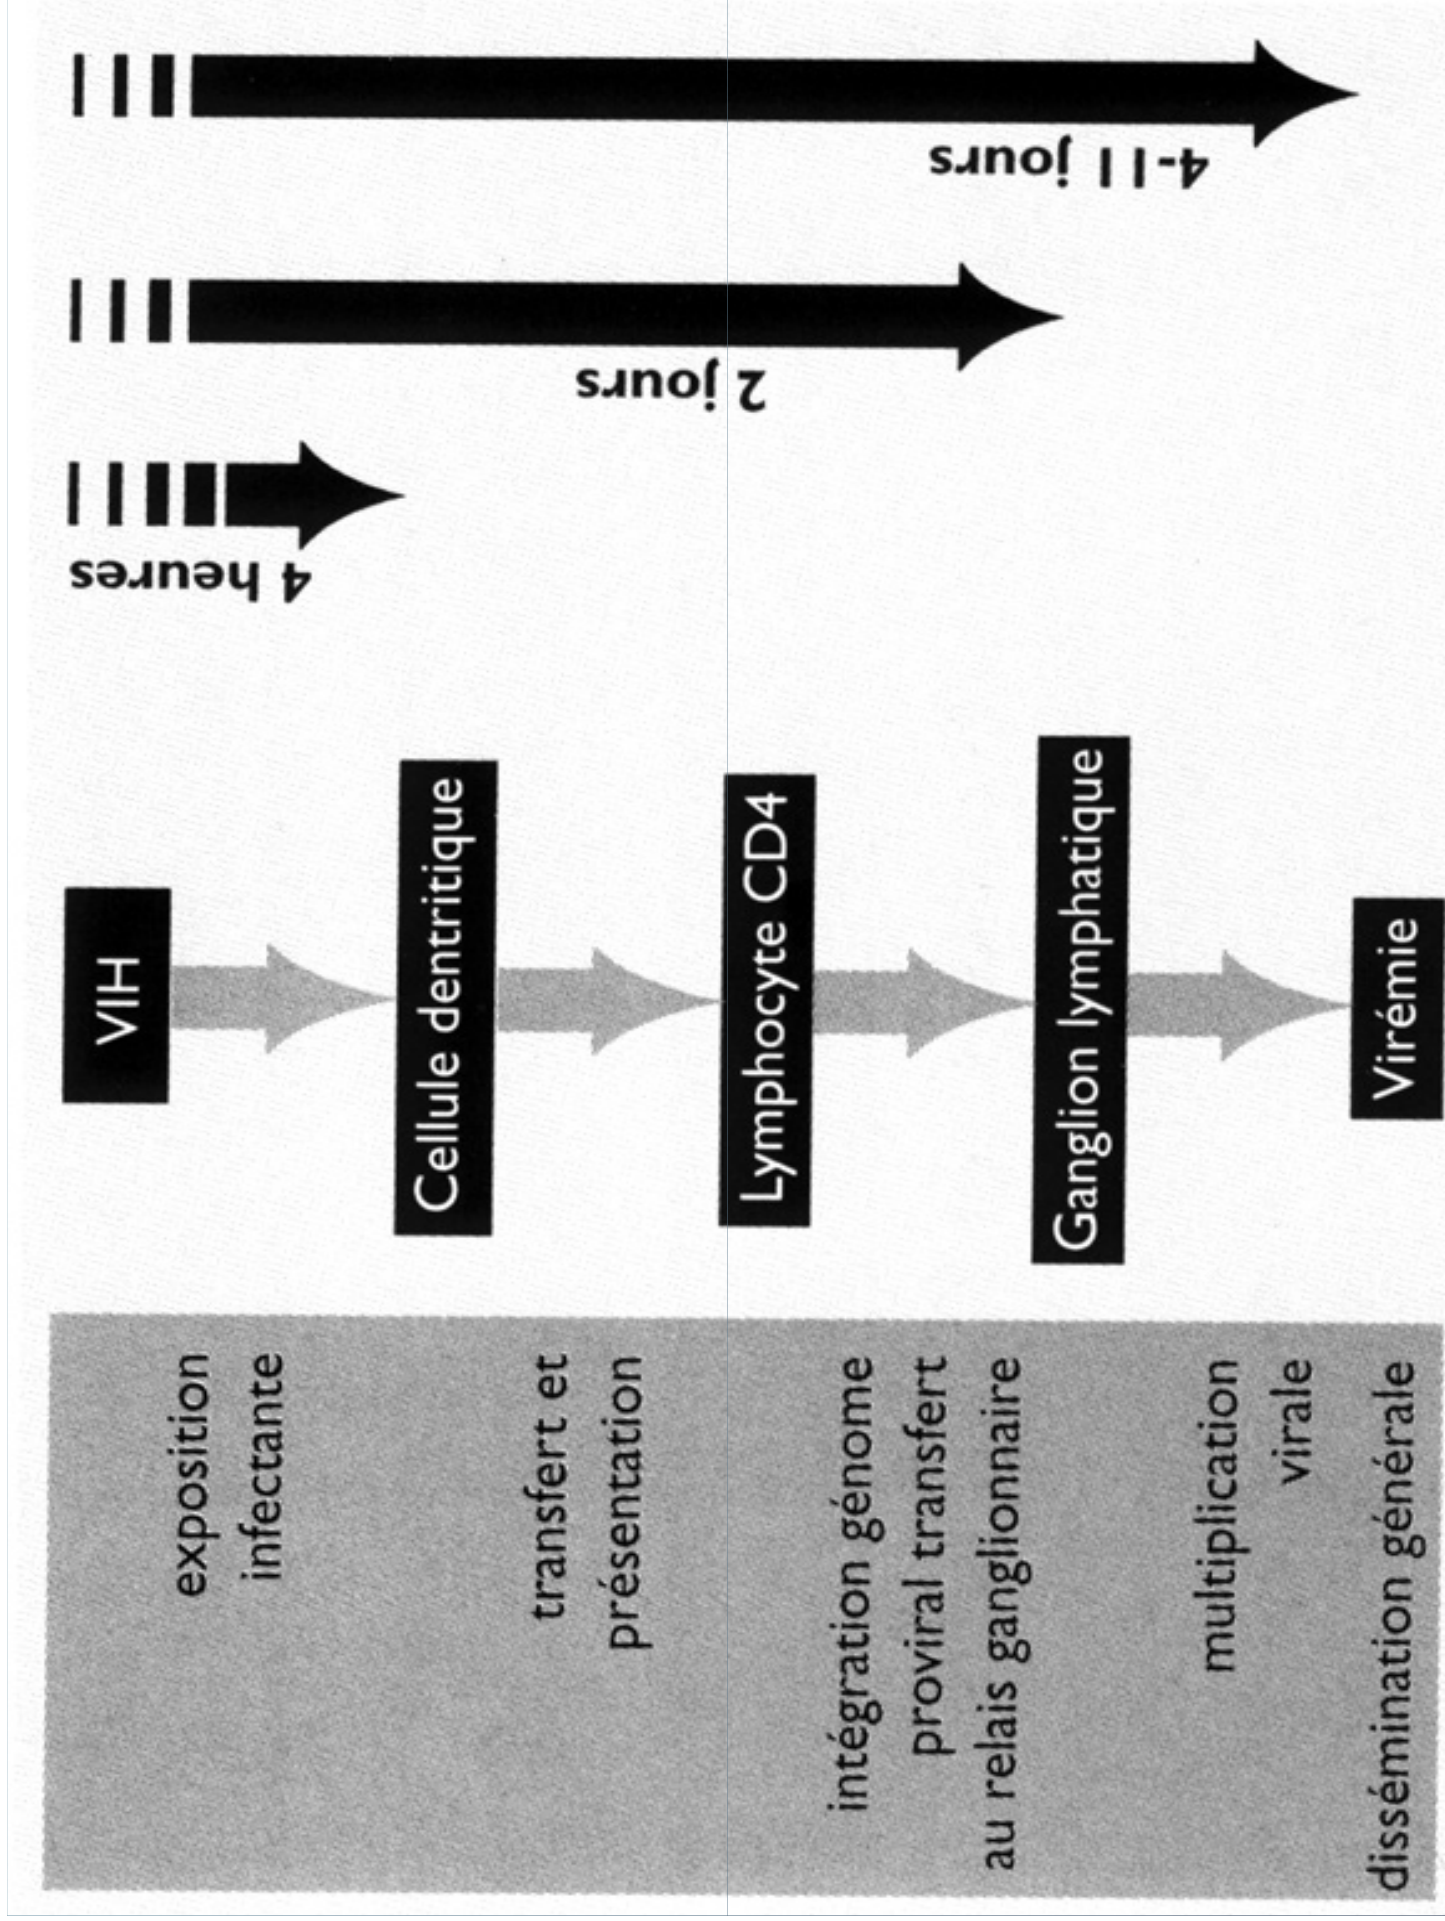 exposition
infectante
transfert et
présentation
intégration génome
proviral transfert
au relais ganglionnaire
multiplication
virale
dissémination générale
VIH
Cellule dentritique
Lymphocyte CD4
Ganglion lymphatique
Virémie
4 heures
2 jours
4-11 jours